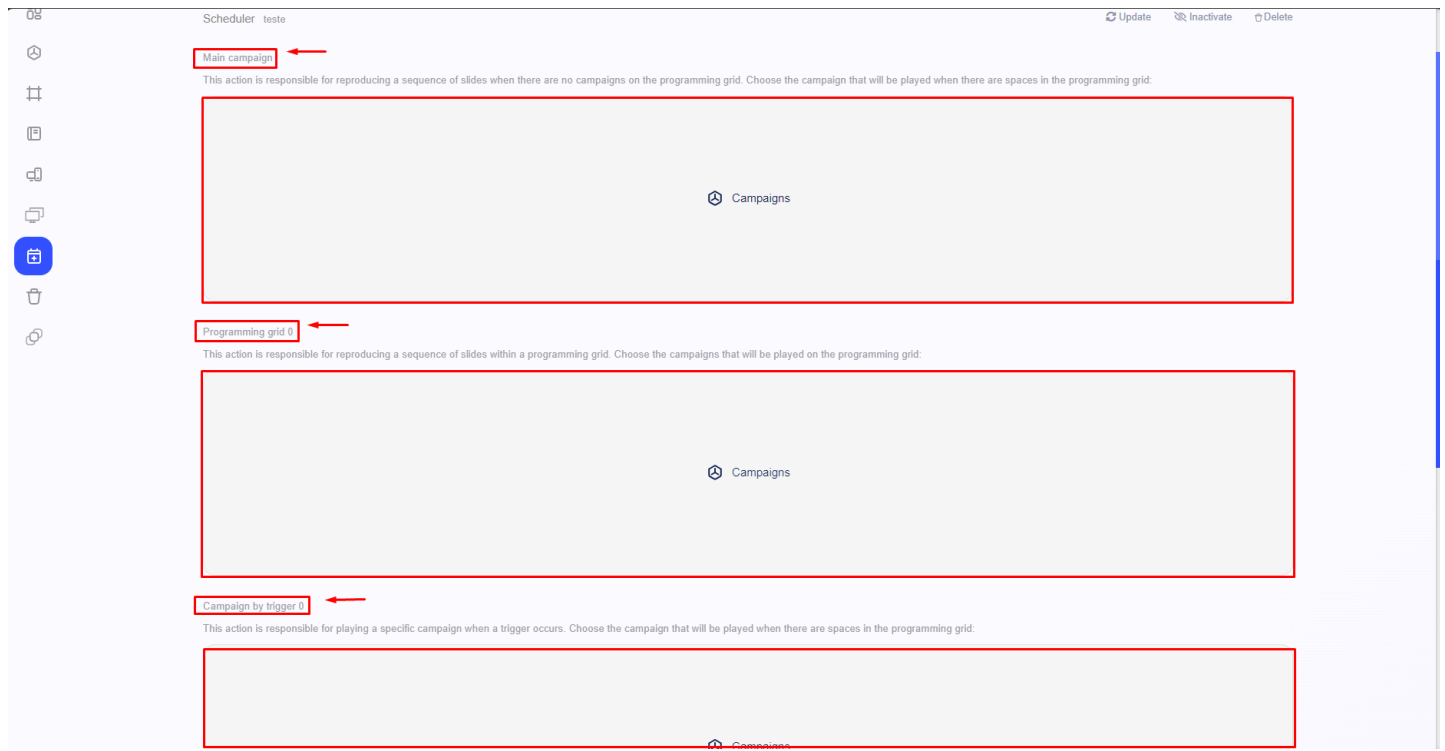 Scheduler teste
Update Inactivate Delete
Main campaign
This action is responsible for reproducing a sequence of slides when there are no campaigns on the programming grid. Choose the campaign that will be played when there are spaces in the programming grid:
Campaigns
Programming grid 0
This action is responsible for reproducing a sequence of slides within a programming grid. Choose the campaigns that will be played on the programming grid:
Campaigns
Campaign by trigger 0
This action is responsible for playing a specific campaign when a trigger occurs. Choose the campaign that will be played when there are spaces in the programming grid:
Campaigns